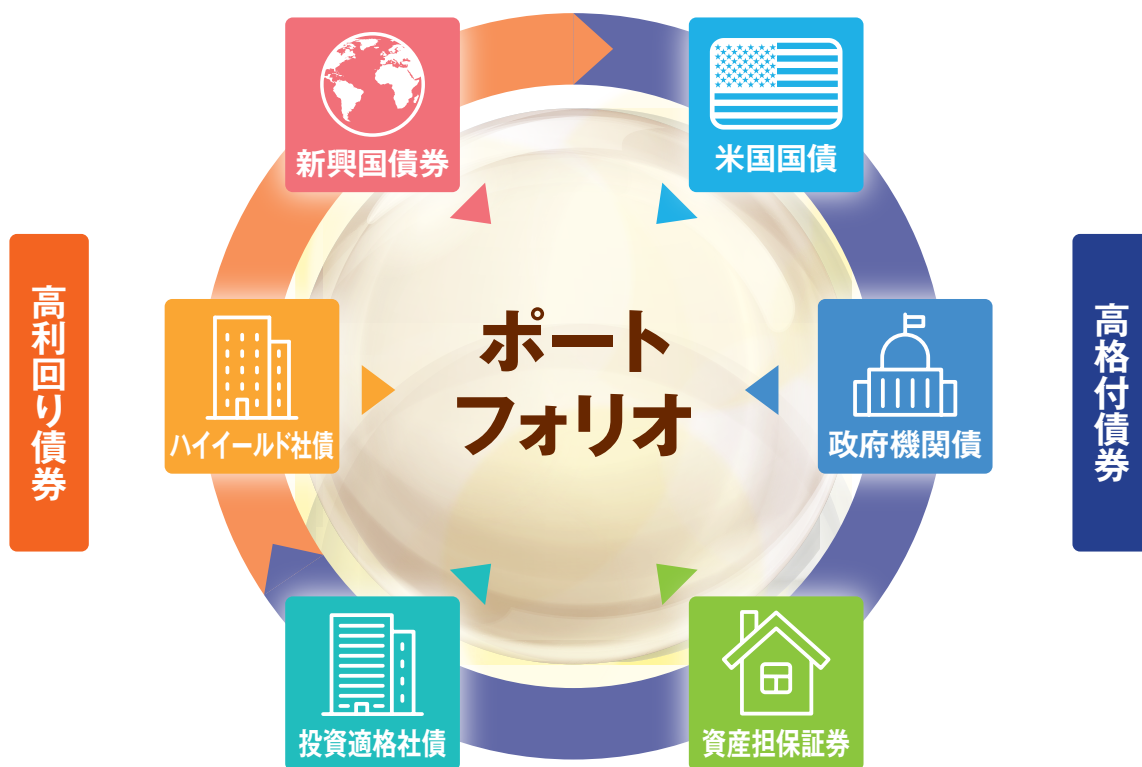 新興国債券
米国国債
高利回り債券
ハイイールド社債
ポート
フォリオ
政府機関債
高格付債券
投資適格社債
資産担保証券